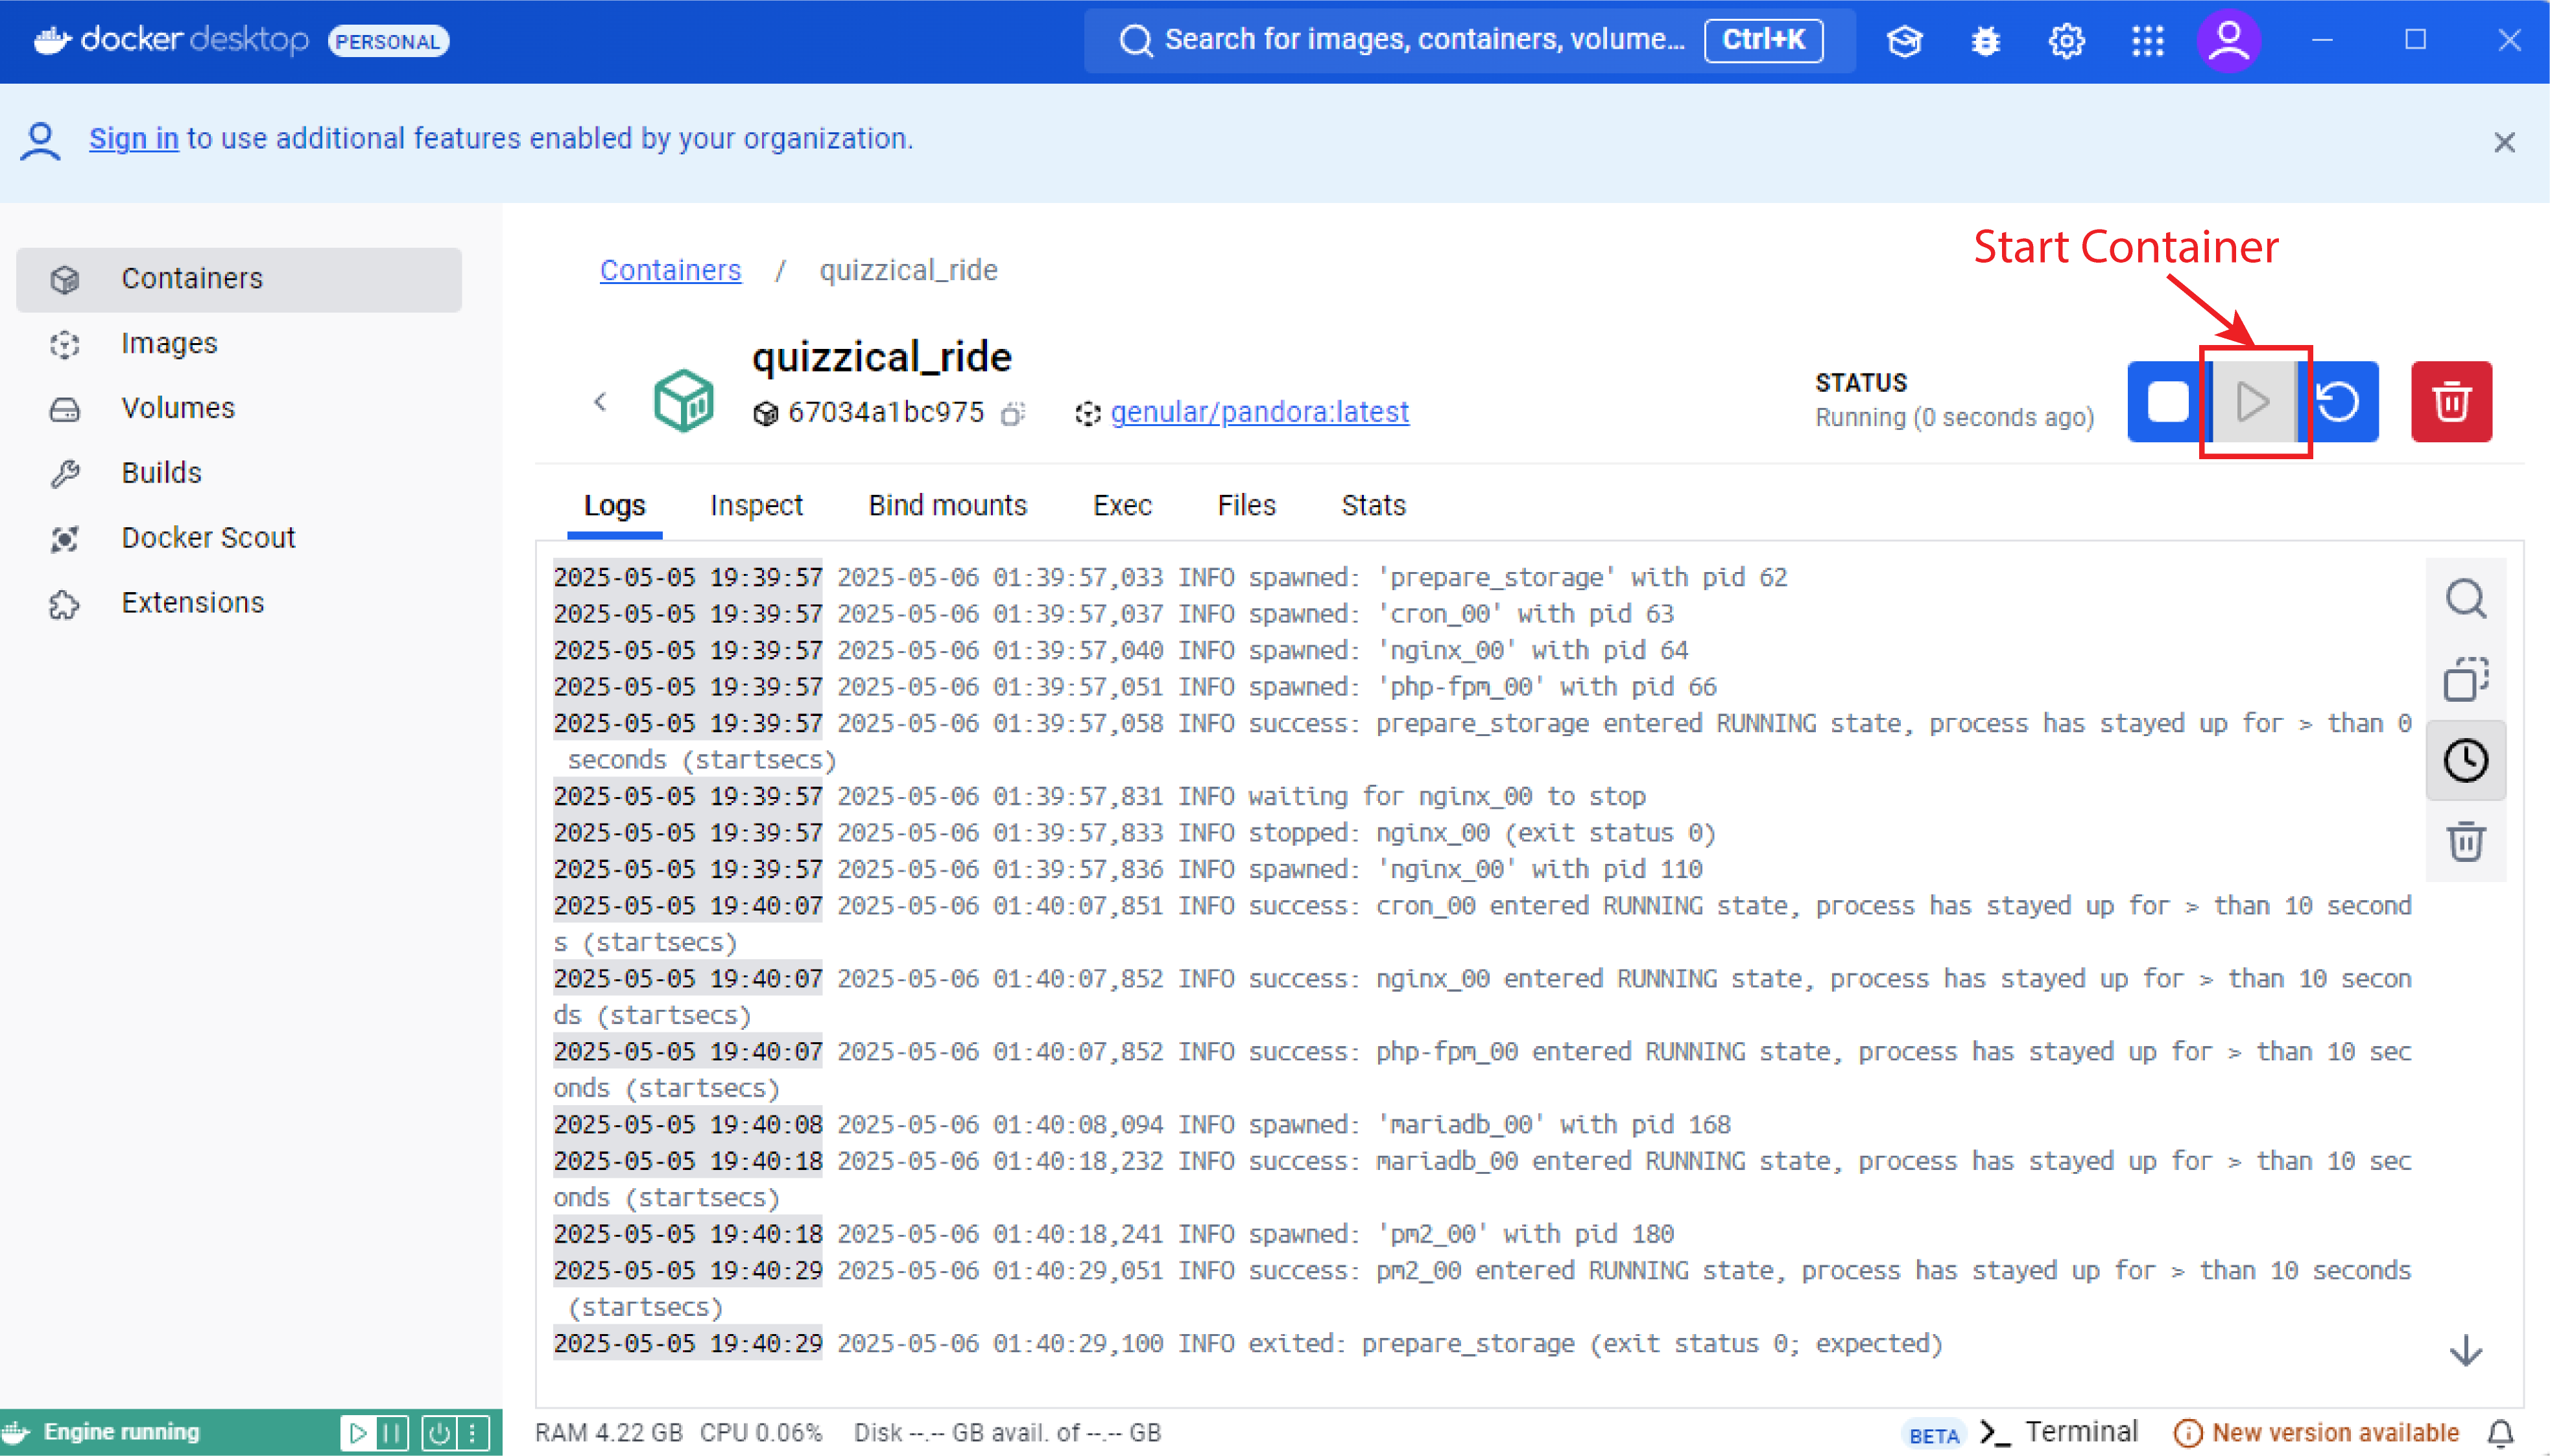 docker desktop PERSONAL
Search for images, containers, volume... Ctrl+K
Sign in to use additional features enabled by your organization.
Containers
Images
Volumes
Builds
Docker Scout
Extensions
Start Container
Containers / quizzical_ride
quizzical_ride
67034a1bc975 genular/pandora:latest
STATUS
Running (0 seconds ago)
Logs Inspect Bind mounts Exec Files Stats
2025-05-05 19:39:57 2025-05-06 01:39:57,033 INFO spawned: 'prepare_storage' with pid 62
2025-05-05 19:39:57 2025-05-06 01:39:57,037 INFO spawned: 'cron_00' with pid 63
2025-05-05 19:39:57 2025-05-06 01:39:57,040 INFO spawned: 'nginx_00' with pid 64
2025-05-05 19:39:57 2025-05-06 01:39:57,051 INFO spawned: 'php-fpm_00' with pid 66
2025-05-05 19:39:57 2025-05-06 01:39:57,058 INFO success: prepare_storage entered RUNNING state, process has stayed up for > than 0
seconds (startsecs)
2025-05-05 19:39:57 2025-05-06 01:39:57,831 INFO waiting for nginx_00 to stop
2025-05-05 19:39:57 2025-05-06 01:39:57,833 INFO stopped: nginx_00 (exit status 0)
2025-05-05 19:39:57 2025-05-06 01:39:57,836 INFO spawned: 'nginx_00' with pid 110
2025-05-05 19:40:07 2025-05-06 01:40:07,851 INFO success: cron_00 entered RUNNING state, process has stayed up for > than 10 second
s (startsecs)
2025-05-05 19:40:07 2025-05-06 01:40:07,852 INFO success: nginx_00 entered RUNNING state, process has stayed up for > than 10 secon
ds (startsecs)
2025-05-05 19:40:07 2025-05-06 01:40:07,852 INFO success: php-fpm_00 entered RUNNING state, process has stayed up for > than 10 sec
onds (startsecs)
2025-05-05 19:40:08 2025-05-06 01:40:08,094 INFO spawned: 'mariadb_00' with pid 168
2025-05-05 19:40:18 2025-05-06 01:40:18,232 INFO success: mariadb_00 entered RUNNING state, process has stayed up for > than 10 sec
onds (startsecs)
2025-05-05 19:40:18 2025-05-06 01:40:18,241 INFO spawned: 'pm2_00' with pid 180
2025-05-05 19:40:29 2025-05-06 01:40:29,051 INFO success: pm2_00 entered RUNNING state, process has stayed up for > than 10 seconds
(startsecs)
2025-05-05 19:40:29 2025-05-06 01:40:29,100 INFO exited: prepare_storage (exit status 0; expected)
Engine running
RAM 4.22 GB CPU 0.06% Disk --.-- GB avail. of --.-- GB
BETA >_ Terminal New version available